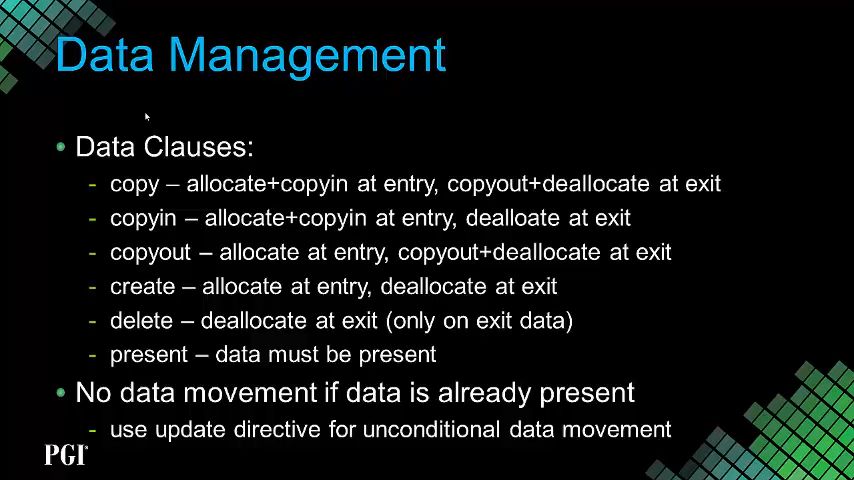 Data Management
• Data Clauses:
- copy – allocate+copyin at entry, copyout+deallocate at exit
- copyin – allocate+copyin at entry, dealloate at exit
- copyout – allocate at entry, copyout+deallocate at exit
- create – allocate at entry, deallocate at exit
- delete – deallocate at exit (only on exit data)
- present – data must be present
• No data movement if data is already present
- use update directive for unconditional data movement
PGI®